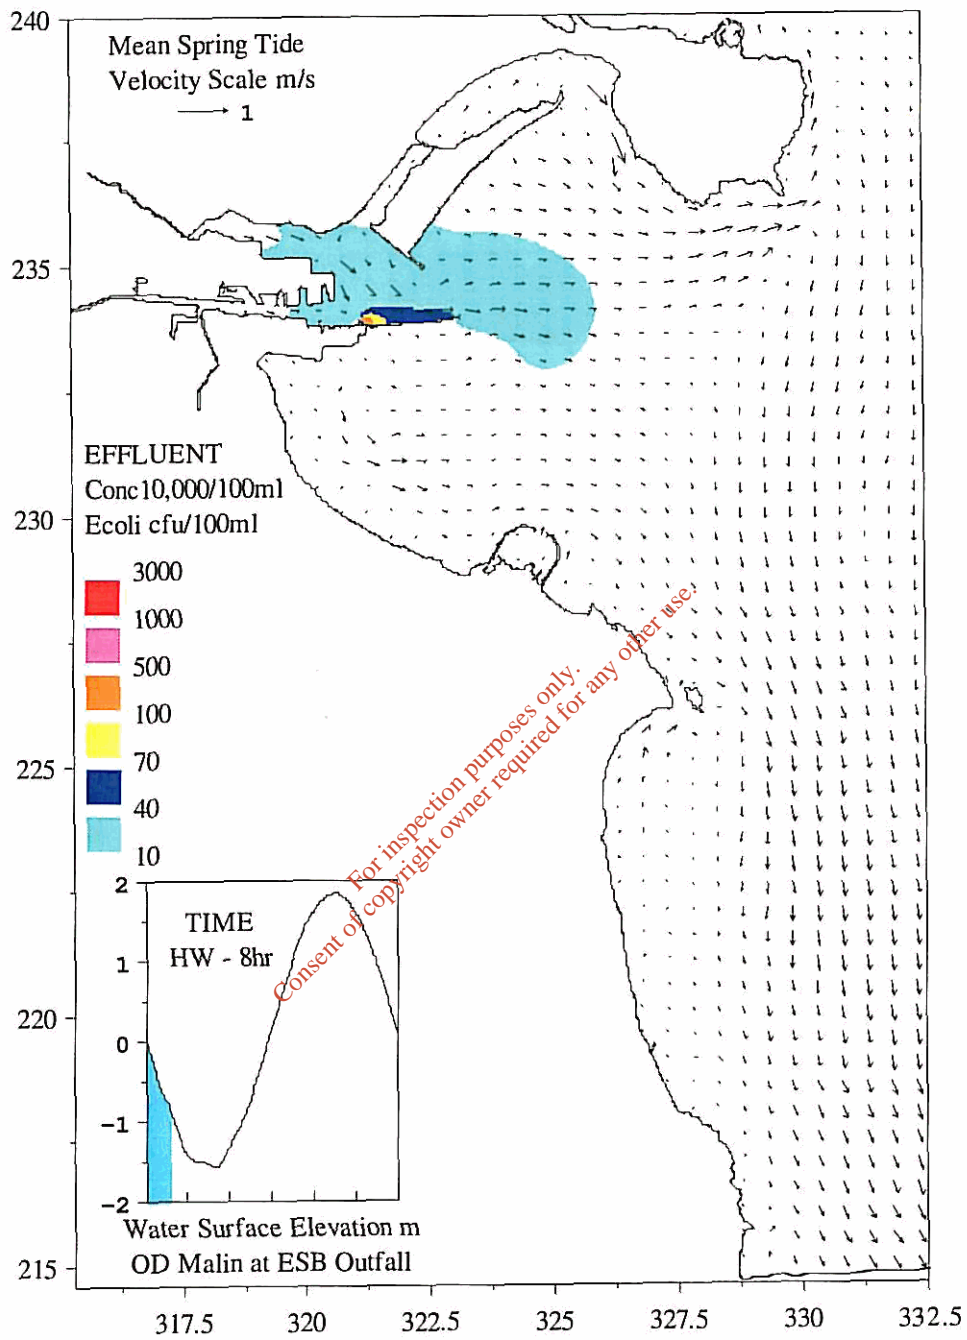 240
Mean Spring Tide
Velocity Scale m/s
1
235
EFFLUENT
Conc10,000/100ml
Ecoli cfu/100ml
230
3000
1000
500
100
70
40
10
225
For inspection purposes only.
Consent of copyright owner required for any other use.
2
TIME
HW - 8hr
1
0
-1
-2
220
Water Surface Elevation m
OD Malin at ESB Outfall
215
317.5 320 322.5 325 327.5 330 332.5